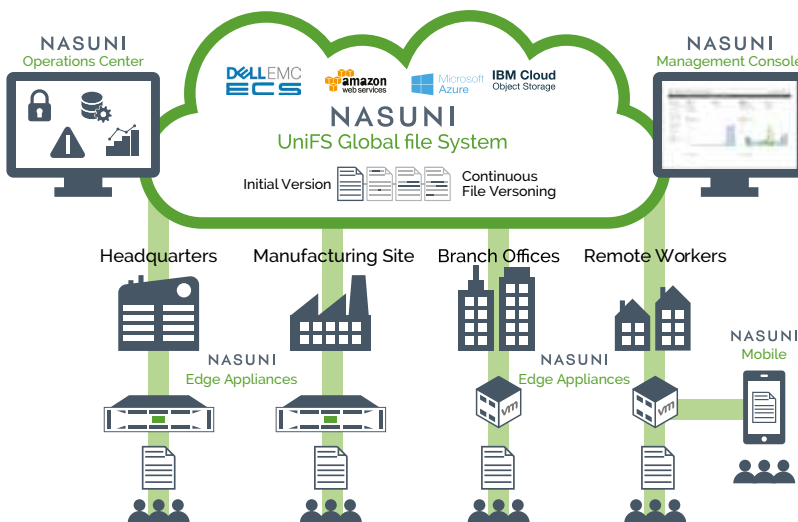 NASUNI
Operations Center
DELLEMC
ECS
amazon
web services
Microsoft
Azure
IBM Cloud
Object Storage
NASUNI
Management Console
NASUNI
UniFS Global file System
Initial Version
Continuous
File Versoning
Headquarters
Manufacturing Site
Branch Offices
Remote Workers
NASUNI
Edge Appliances
NASUNI
Edge Appliances
NASUNI
Mobile
vm
vm